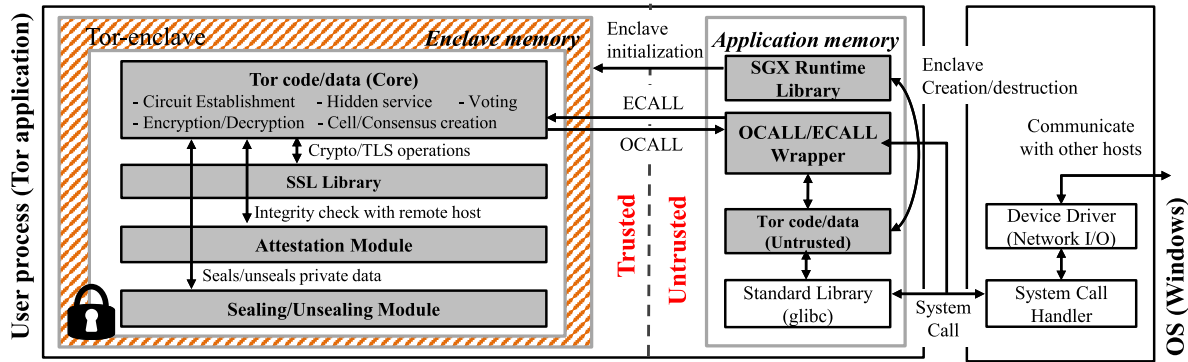 User process (Tor application)
Tor-enclave
Enclave memory
Tor code/data (Core)
- Circuit Establishment - Hidden service - Voting
- Encryption/Decryption - Cell/Consensus creation
Crypto/TLS operations
SSL Library
Integrity check with remote host
Attestation Module
Seals/unseals private data
Sealing/Unsealing Module
Enclave
initialization
ECALL
OCALL
Trusted
Untrusted
Application memory
SGX Runtime
Library
OCALL/ECALL
Wrapper
Tor code/data
(Untrusted)
Standard Library
(glibc)
Enclave
Creation/destruction
System
Call
Communicate
with other hosts
Device Driver
(Network I/O)
System Call
Handler
OS (Windows)